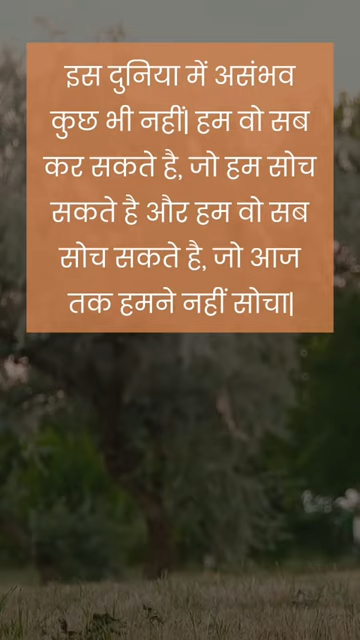 इस दुनिया में असंभव
कुछ भी नहीं| हम वो सब
कर सकते है, जो हम सोच
सकते है और हम वो सब
सोच सकते है, जो आज
तक हमने नहीं सोचा|